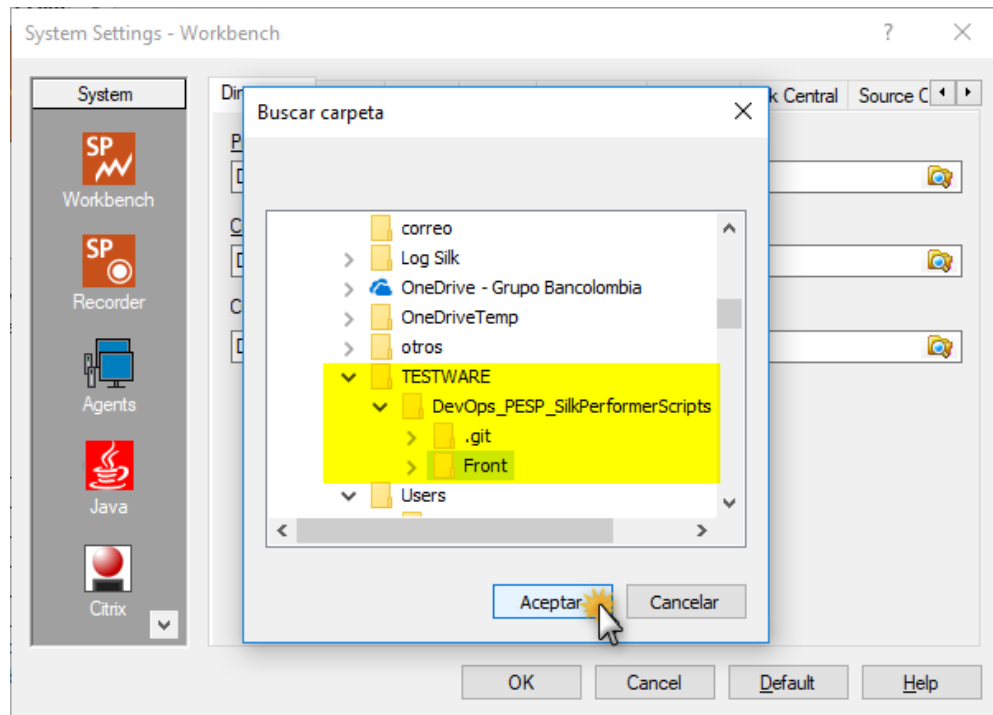 System Settings - Workbench
?
System
Dir
k Central
Source C
Buscar carpeta
P
SP
Workbench
C
SP
Recorder
C
Agents
Java
Citrix
correo
Log Silk
OneDrive - Grupo Bancolombia
OneDriveTemp
otros
TESTWARE
DevOps_PESP_SilkPerformerScripts
.git
Front
Users
Aceptar
Cancelar
OK
Cancel
Default
Help